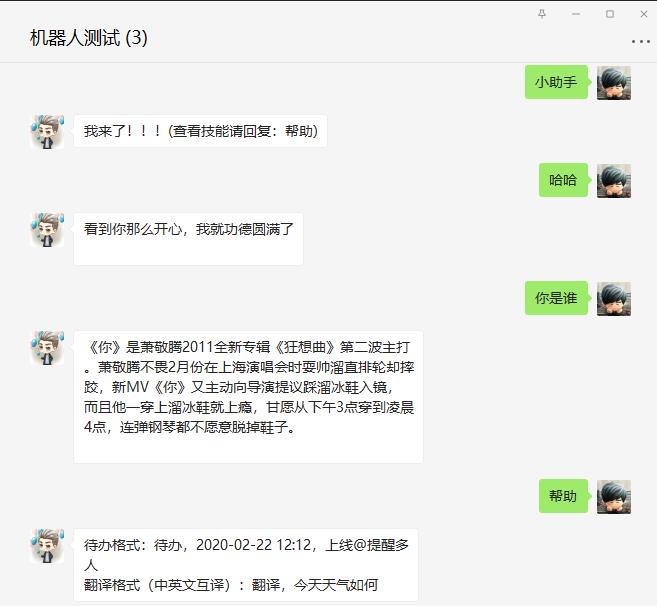 机器人测试 (3)
小助手
我来了！！！(查看技能请回复：帮助)
哈哈
看到你那么开心，我就功德圆满了
你是谁
《你》是萧敬腾2011全新专辑《狂想曲》第二波主打
。萧敬腾不畏2月份在上海演唱会时耍帅溜直排轮却摔
跤，新MV《你》又主动向导演提议踩溜冰鞋入镜，
而且他一穿上溜冰鞋就上瘾，甘愿从下午3点穿到凌晨
4点，连弹钢琴都不愿意脱掉鞋子。
帮助
待办格式：待办，2020-02-22 12:12，上线@提醒多
人
翻译格式（中英文互译）：翻译，今天天气如何